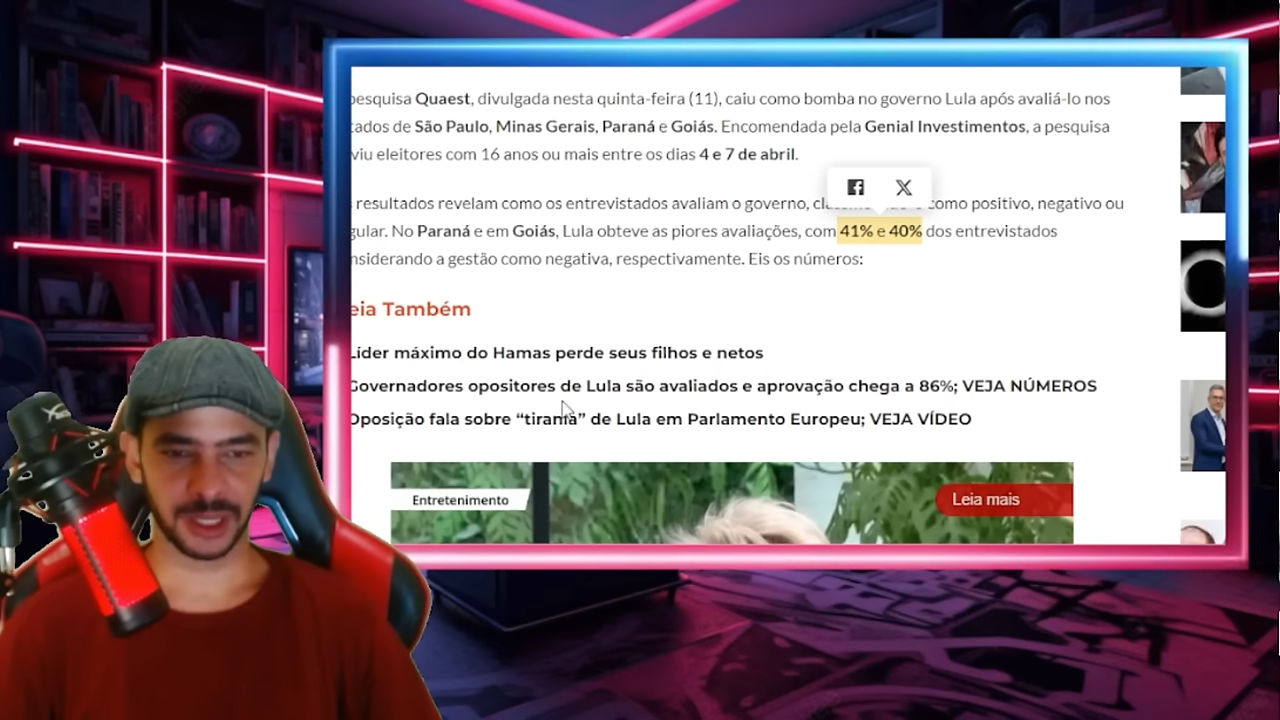 pesquisa Quaest, divulgada nesta quinta-feira (11), caiu como bomba no governo Lula após avaliá-lo nos
tados de São Paulo, Minas Gerais, Paraná e Goiás. Encomendada pela Genial Investimentos, a pesquisa
viu eleitores com 16 anos ou mais entre os dias 4 e 7 de abril.
resultados revelam como os entrevistados avaliam o governo, como positivo, negativo ou
gular. No Paraná e em Goiás, Lula obteve as piores avaliações, com 41% e 40% dos entrevistados
nsiderando a gestão como negativa, respectivamente. Eis os números:
eia Também
Líder máximo do Hamas perde seus filhos e netos
Governadores opositores de Lula são avaliados e aprovação chega a 86%; VEJA NÚMEROS
Oposição fala sobre “tirania” de Lula em Parlamento Europeu; VEJA VÍDEO
Entretenimento
Leia mais